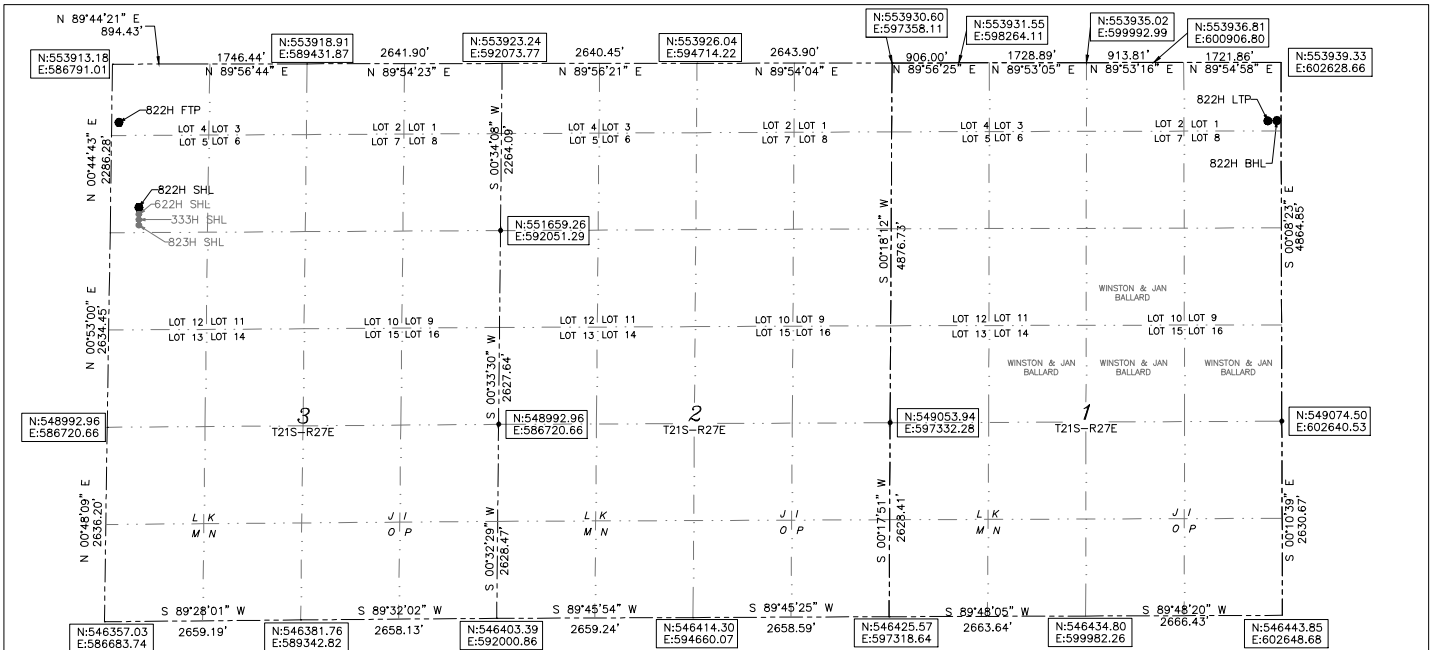 N 89°44'21" E
894.43'
N:553913.18
E:586791.01
1746.44'
N 89°56'44" E
N:553918.91
E:589431.87
2641.90'
N 89°54'23" E
N:553923.24
E:592073.77
2640.45'
N 89°56'21" E
N:553926.04
E:594714.22
2643.90'
N 89°54'04" E
N:553930.60
E:597358.11
906.00'
N 89°56'25" E
N:553931.55
E:598264.11
1728.89'
N 89°53'05" E
N:553935.02
E:599992.99
913.81'
N 89°53'16" E
N:553936.81
E:600906.80
1721.86'
N 89°54'58" E
N:553939.33
E:602628.66
822H FTP
822H LTP
822H BHL
LOT 4 LOT 3
LOT 5 LOT 6
LOT 2 LOT 1
LOT 7 LOT 8
LOT 4 LOT 3
LOT 5 LOT 6
LOT 2 LOT 1
LOT 7 LOT 8
LOT 4 LOT 3
LOT 5 LOT 6
LOT 2 LOT 1
LOT 7 LOT 8
N 00°44'43" E
2286.28'
S 00°34'08" W
2264.09'
822H SHL
622H SHL
333H SHL
823H SHL
N:551659.26
E:592051.29
S 00°18'12" W
4876.73'
N 00°08'23" E
4864.85'
WINSTON & JAN
BALLARD
N 00°53'00" E
2634.45'
LOT 12 LOT 11
LOT 13 LOT 14
LOT 10 LOT 9
LOT 15 LOT 16
LOT 12 LOT 11
LOT 13 LOT 14
LOT 10 LOT 9
LOT 15 LOT 16
LOT 12 LOT 11
LOT 13 LOT 14
LOT 10 LOT 9
LOT 15 LOT 16
S 00°33'30" W
2627.64'
WINSTON & JAN
BALLARD
WINSTON & JAN
BALLARD
WINSTON & JAN
BALLARD
N:548992.96
E:586720.66
3
T21S-R27E
N:548992.96
E:586720.66
2
T21S-R27E
N:549053.94
E:597332.28
1
T21S-R27E
N:549074.50
E:602640.53
N 00°48'09" E
2636.20'
L K
M N
J I
O P
S 00°32'29" W
2628.47'
L K
M N
J I
O P
S 00°17'51" W
2628.41'
L K
M N
J I
O P
S 00°10'39" E
2630.67'
N:546357.03
E:586683.74
S 89°28'01" W
2659.19'
N:546381.76
E:589342.82
S 89°32'02" W
2658.13'
N:546403.39
E:592000.86
S 89°45'54" W
2659.24'
N:546414.30
E:594660.07
S 89°45'25" W
2658.59'
N:546425.57
E:597318.64
S 89°48'05" W
2663.64'
N:546434.80
E:599982.26
S 89°48'20" W
2666.43'
N:546443.85
E:602648.68